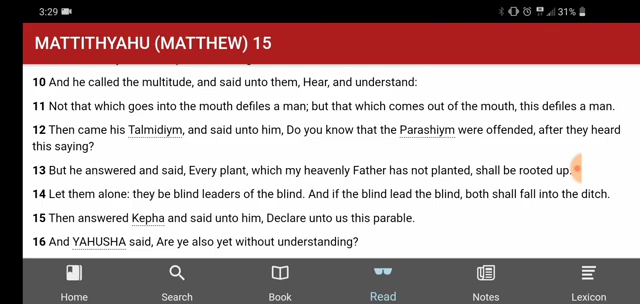 3:29
31%
MATTITHYAHU (MATTHEW) 15
10 And he called the multitude, and said unto them, Hear, and understand:
11 Not that which goes into the mouth defiles a man; but that which comes out of the mouth, this defiles a man.
12 Then came his Talmidiym, and said unto him, Do you know that the Parashiym were offended, after they heard
this saying?
13 But he answered and said, Every plant, which my heavenly Father has not planted, shall be rooted up.
14 Let them alone: they be blind leaders of the blind. And if the blind lead the blind, both shall fall into the ditch.
15 Then answered Kepha and said unto him, Declare unto us this parable.
16 And YAHUSHA said, Are ye also yet without understanding?
Home Search Book Read Notes Lexicon